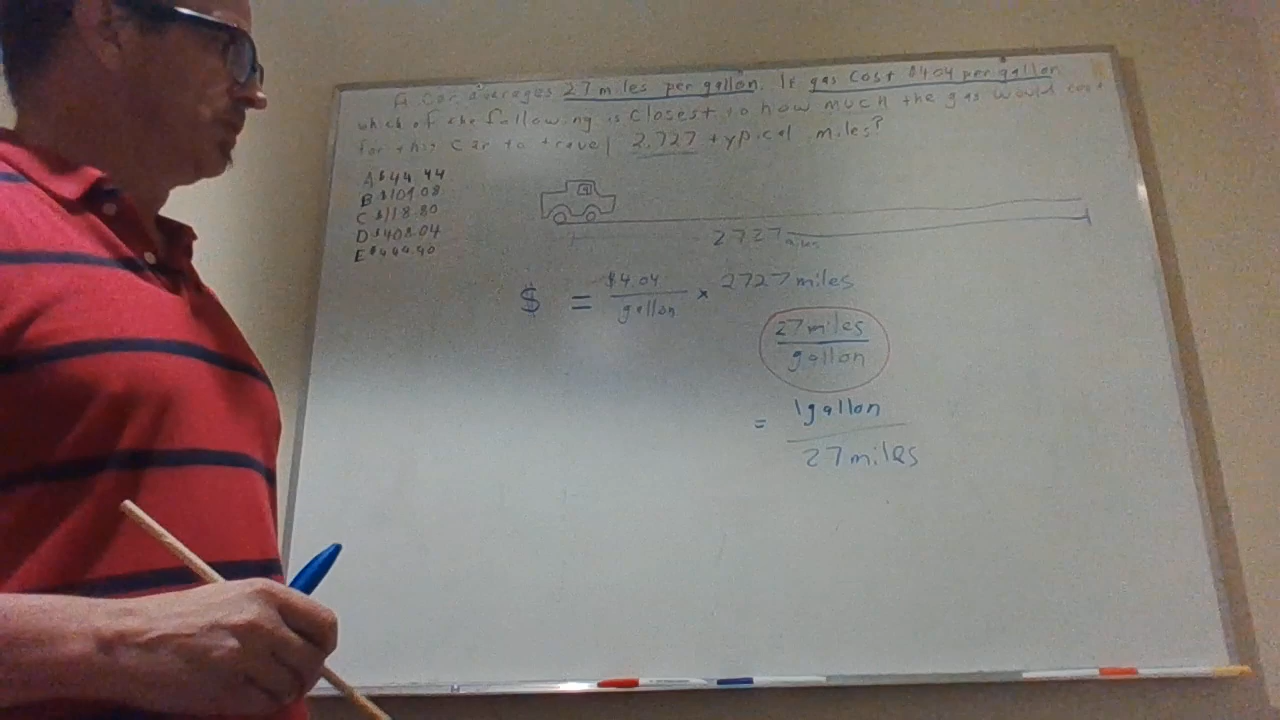 A car averages 27 miles per gallon. If gas cost $4.04 per gallon
which of the following is closest to how MUCH the gas would cost
for this car to travel 2,727 typical miles?
A $44.44
B $109.08
C $118.80
D $408.04
E $444.40
2727 miles
$ = $4.04 / gallon × 2727 miles
27 miles
gallon
= 1 gallon
27 miles